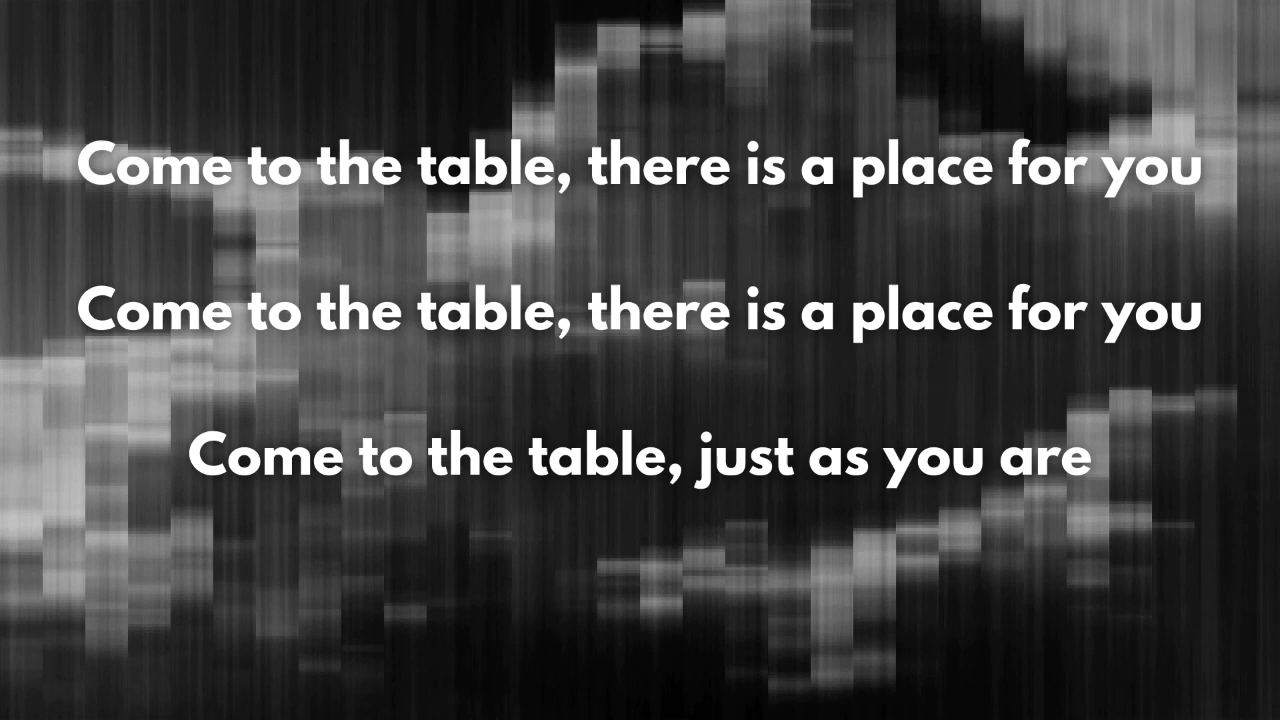 Come to the table, there is a place for you
Come to the table, there is a place for you
Come to the table, just as you are